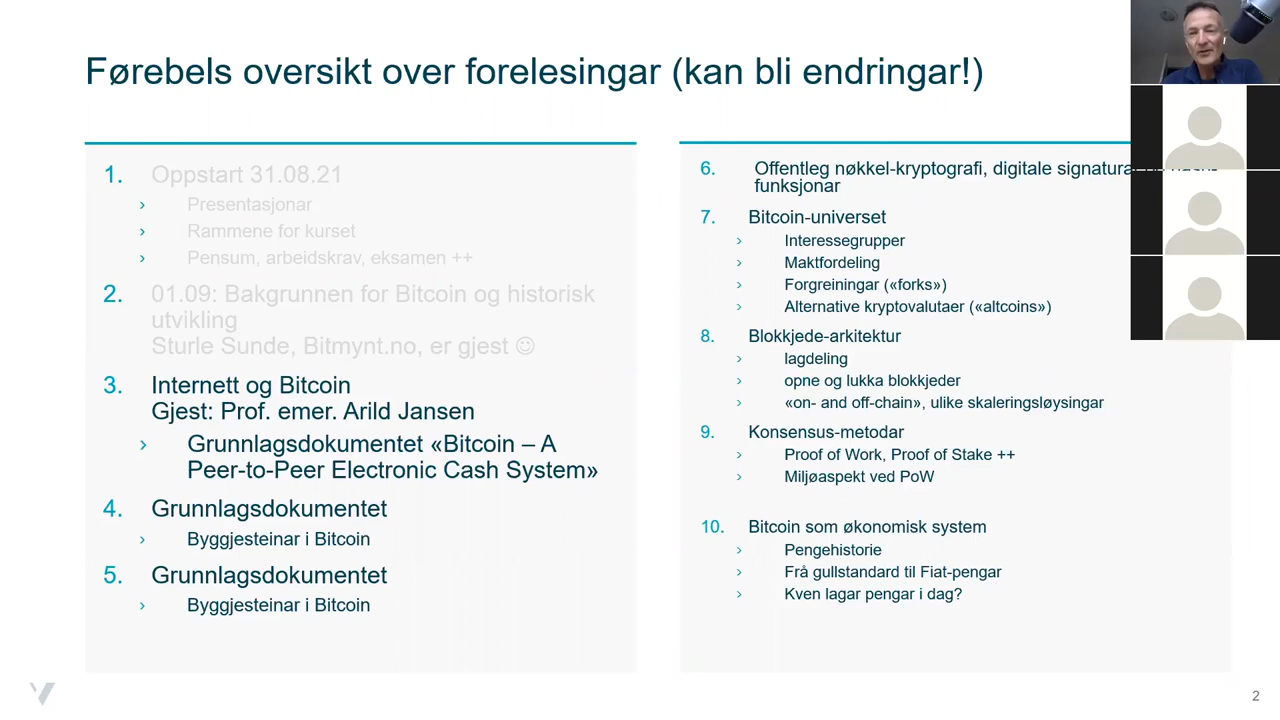 Førebels oversikt over forelesingar (kan bli endringar!)
1. Oppstart 31.08.21
› Presentasjonar
› Rammene for kurset
› Pensum, arbeidskrav, eksamen ++
2. 01.09: Bakgrunnen for Bitcoin og historisk
utvikling
Sturle Sunde, Bitmynt.no, er gjest ☺
3. Internett og Bitcoin
Gjest: Prof. emer. Arild Jansen
› Grunnlagsdokumentet «Bitcoin – A
Peer-to-Peer Electronic Cash System»
4. Grunnlagsdokumentet
› Byggjesteinar i Bitcoin
5. Grunnlagsdokumentet
› Byggjesteinar i Bitcoin
6. Offentleg nøkkel-kryptografi, digitale
funksjonar
7. Bitcoin-universet
› Interessegrupper
› Maktfordeling
› Forgreiningar («forks»)
› Alternative kryptovalutaer («altcoins»)
8. Blokkjede-arkitektur
› lagdeling
› opne og lukka blokkjeder
› «on- and off-chain», ulike skaleringsløysingar
9. Konsensus-metodar
› Proof of Work, Proof of Stake ++
› Miljøaspekt ved PoW
10. Bitcoin som økonomisk system
› Pengehistorie
› Frå gullstandard til Fiat-pengar
› Kven lagar pengar i dag?
2